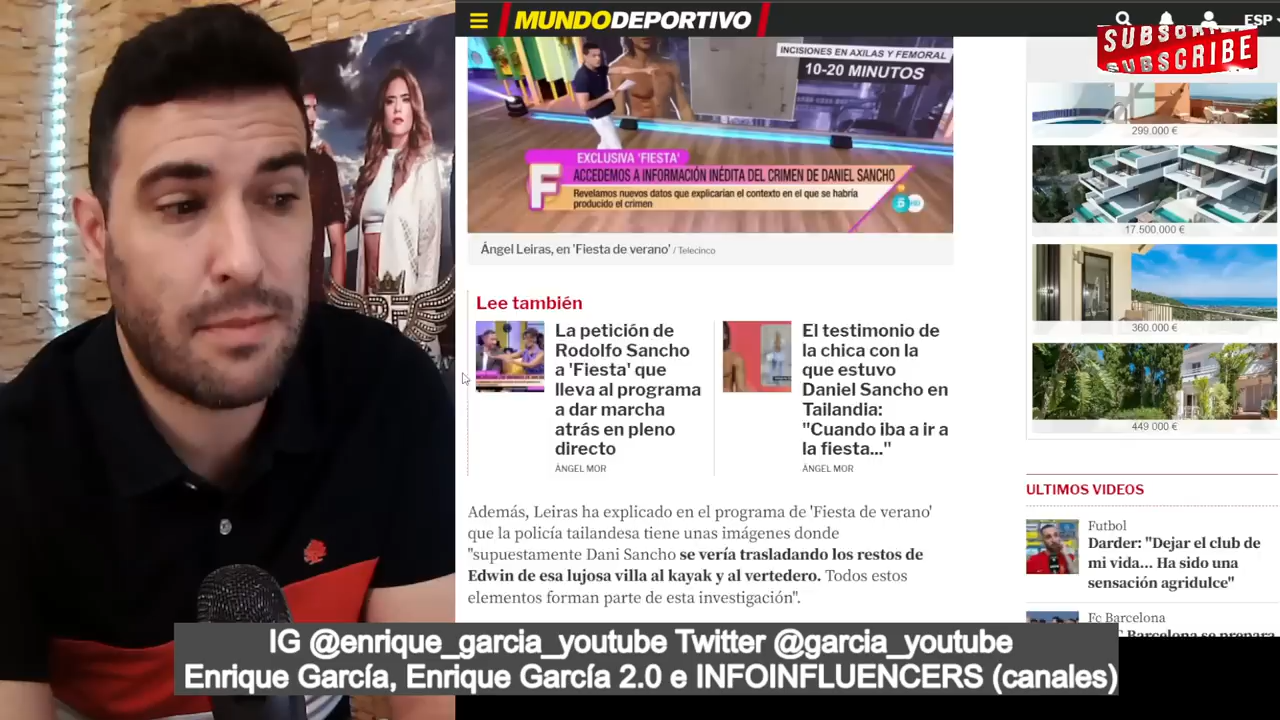 MUNDODEPORTIVO
ESP
SUBSCRIBE
SUBSCRIBE
INCISIONES EN AXILAS Y FEMORAL
10-20 MINUTOS
EXCLUSIVA 'FIESTA'
F
ACCEDEMOS A INFORMACIÓN INÉDITA DEL CRIMEN DE DANIEL SANCHO
Revelamos nuevos datos que explicarían el contexto en el que se habría
producido el crimen
5
HD
Ángel Leiras, en 'Fiesta de verano' / Telecinco
Lee también
La petición de
Rodolfo Sancho
a 'Fiesta' que
lleva al programa
a dar marcha
atrás en pleno
directo
ÀNGEL MOR
El testimonio de
la chica con la
que estuvo
Daniel Sancho en
Tailandia:
"Cuando iba a ir a
la fiesta..."
ÀNGEL MOR
Además, Leiras ha explicado en el programa de 'Fiesta de verano'
que la policía tailandesa tiene unas imágenes donde
"supuestamente Dani Sancho se vería trasladando los restos de
Edwin de esa lujosa villa al kayak y al vertedero. Todos estos
elementos forman parte de esta investigación".
299.000 €
17.500.000 €
360.000 €
449.000 €
ULTIMOS VIDEOS
Futbol
Darder: "Dejar el club de
mi vida... Ha sido una
sensación agridulce"
Fc Barcelona
Barcelona se prepara
IG @enrique_garcia_youtube Twitter @garcia_youtube
Enrique García, Enrique García 2.0 e INFOINFLUENCERS (canales)